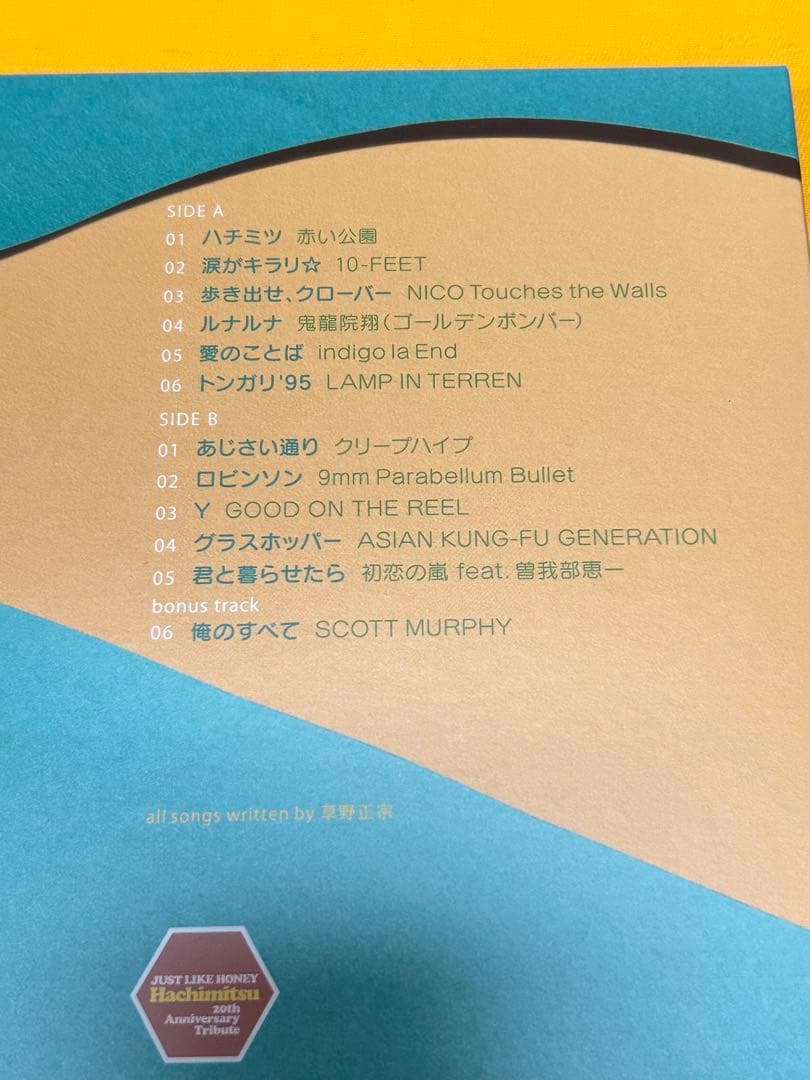 SIDE A
01 ハチミツ 赤い公園
02 涙がキラリ☆ 10-FEET
03 歩き出せ、クローバー NICO Touches the Walls
04 ルナルナ 鬼龍院翔(ゴールデンボンバー)
05 愛のことば indigo la End
06 トンガリ'95 LAMP IN TERREN
SIDE B
01 あじさい通り クリープハイプ
02 ロビンソン 9mm Parabellum Bullet
03 Y GOOD ON THE REEL
04 グラスホッパー ASIAN KUNG-FU GENERATION
05 君と暮らせたら 初恋の嵐 feat. 曽我部恵一
bonus track
06 俺のすべて SCOTT MURPHY
all songs written by 草野正宗
JUST LIKE HONEY
Hachimitsu
20th
Anniversary
Tribute